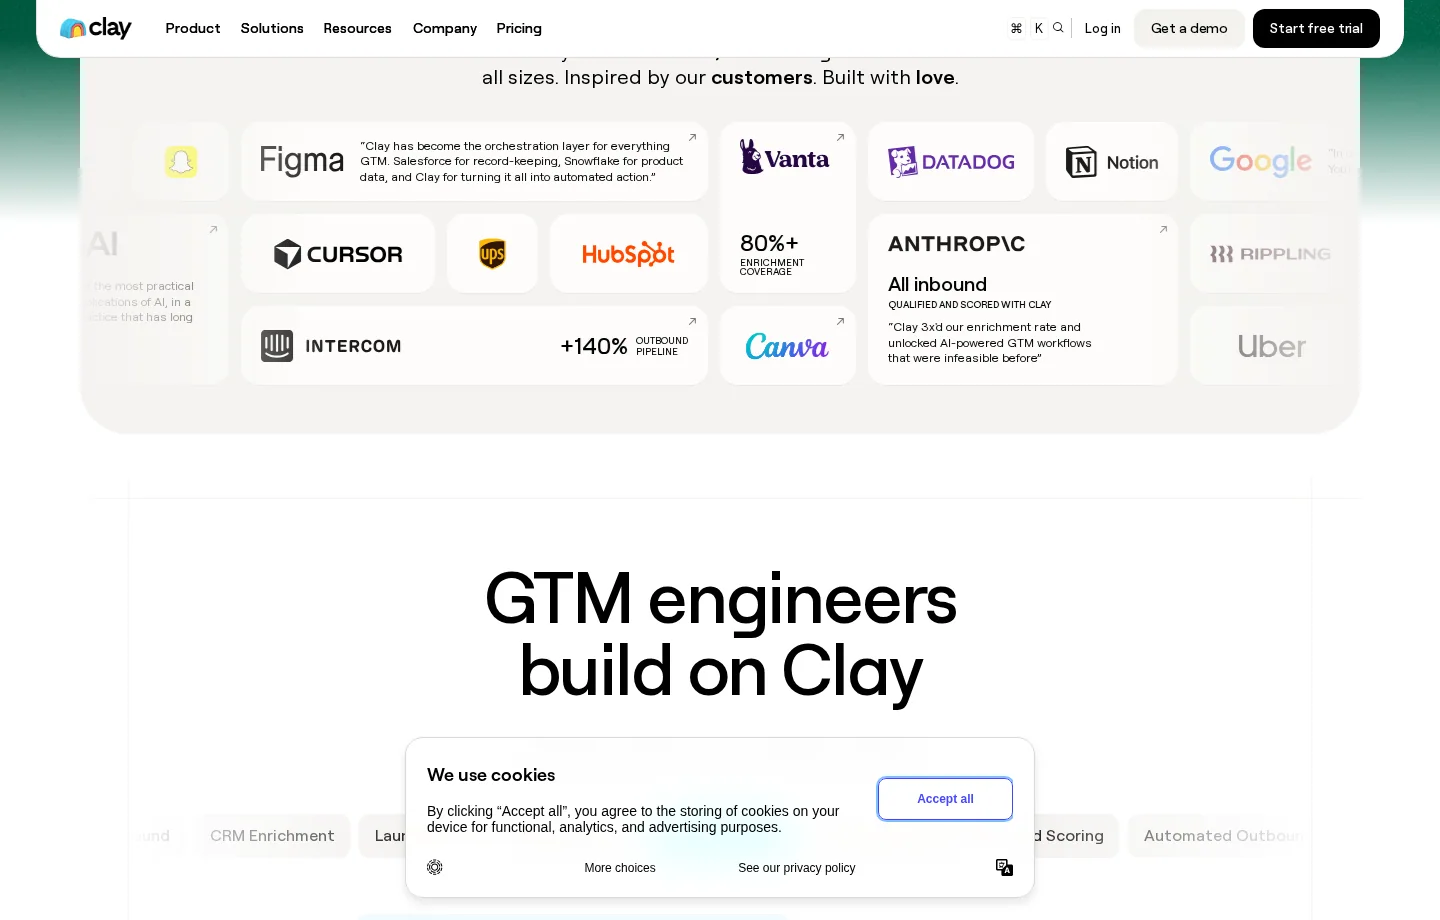 clay
Product
Solutions
Resources
Company
Pricing
⌘ K
Log in
Get a demo
Start free trial
all sizes. Inspired by our customers. Built with love.
Figma
“Clay has become the orchestration layer for everything
GTM. Salesforce for record-keeping, Snowflake for product
data, and Clay for turning it all into automated action.”
Vanta
80%+
ENRICHMENT
COVERAGE
DATADOG
Notion
Google
AI
the most practical
of AI, in a
that has long
CURSOR
ups
HubSpot
ANTHROP\C
All inbound
QUALIFIED AND SCORED WITH CLAY
“Clay 3x’d our enrichment rate and
unlocked AI-powered GTM workflows
that were infeasible before”
RIPPLING
INTERCOM
+140%
OUTBOUND
PIPELINE
Canva
Uber
GTM engineers
build on Clay
We use cookies
By clicking “Accept all”, you agree to the storing of cookies on your
device for functional, analytics, and advertising purposes.
Accept all
More choices
See our privacy policy
CRM Enrichment
Scoring
Automated